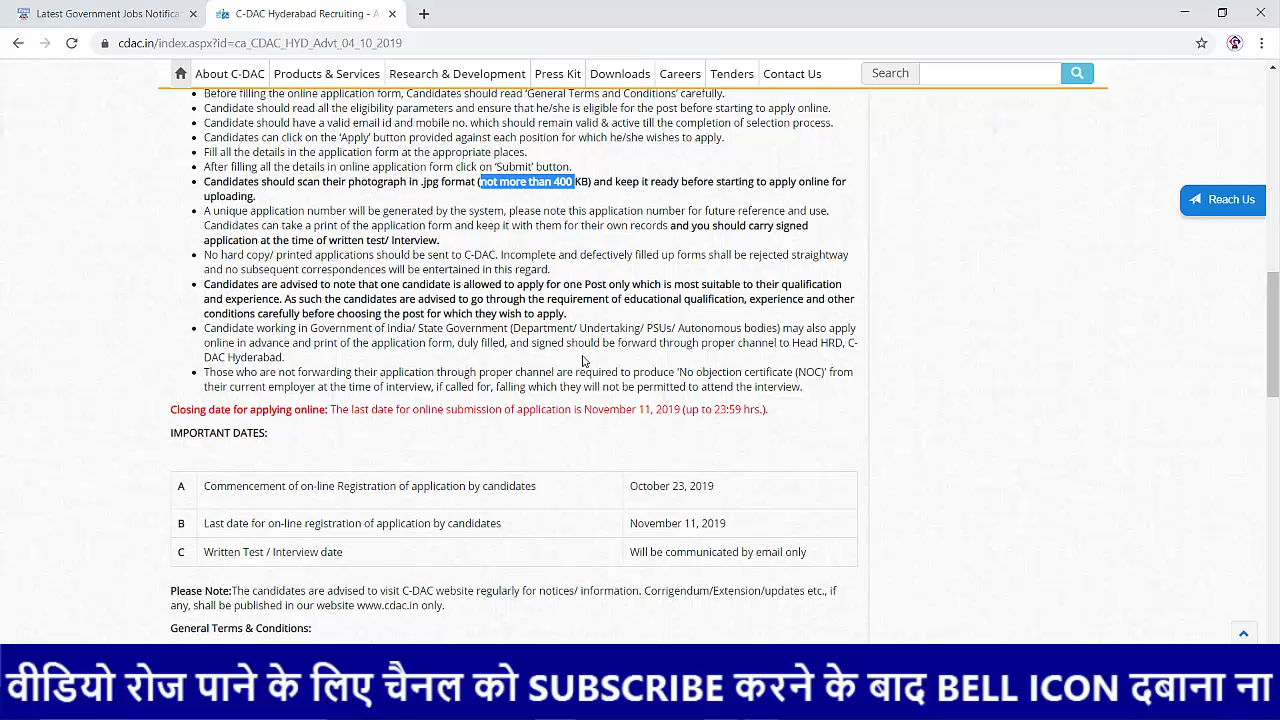 Latest Government Jobs Notifica
C-DAC Hyderabad Recruiting - A
cdac.in/index.aspx?id=ca_CDAC_HYD_Advt_04_10_2019
About C-DAC Products & Services Research & Development Press Kit Downloads Careers Tenders Contact Us Search
Before filling the online application form, Candidates should read 'General Terms and Conditions' carefully.
Candidate should read all the eligibility parameters and ensure that he/she is eligible for the post before starting to apply online.
Candidate should have a valid email id and mobile no. which should remain valid & active till the completion of selection process.
Candidates can click on the 'Apply' button provided against each position for which he/she wishes to apply.
Fill all the details in the application form at the appropriate places.
After filling all the details in online application form click on 'Submit' button.
Candidates should scan their photograph in .jpg format (not more than 400 KB) and keep it ready before starting to apply online for
uploading.
Reach Us
A unique application number will be generated by the system, please note this application number for future reference and use.
Candidates can take a print of the application form and keep it with them for their own records and you should carry signed
application at the time of written test/ Interview.
No hard copy/ printed applications should be sent to C-DAC. Incomplete and defectively filled up forms shall be rejected straightway
and no subsequent correspondences will be entertained in this regard.
Candidates are advised to note that one candidate is allowed to apply for one Post only which is most suitable to their qualification
and experience. As such the candidates are advised to go through the requirement of educational qualification, experience and other
conditions carefully before choosing the post for which they wish to apply.
Candidate working in Government of India/ State Government (Department/ Undertaking/ PSUs/ Autonomous bodies) may also apply
online in advance and print of the application form, duly filled, and signed should be forward through proper channel to Head HRD, C-
DAC Hyderabad.
Those who are not forwarding their application through proper channel are required to produce 'No objection certificate (NOC)' from
their current employer at the time of interview, if called for, falling which they will not be permitted to attend the interview.
Closing date for applying online: The last date for online submission of application is November 11, 2019 (up to 23:59 hrs.).
IMPORTANT DATES:
A Commencement of on-line Registration of application by candidates October 23, 2019
B Last date for on-line registration of application by candidates November 11, 2019
C Written Test / Interview date Will be communicated by email only
Please Note:The candidates are advised to visit C-DAC website regularly for notices/ information. Corrigendum/Extension/updates etc., if
any, shall be published in our website www.cdac.in only.
General Terms & Conditions:
वीडियो रोज पाने के लिए चैनल को SUBSCRIBE करने के बाद BELL ICON दबाना ना